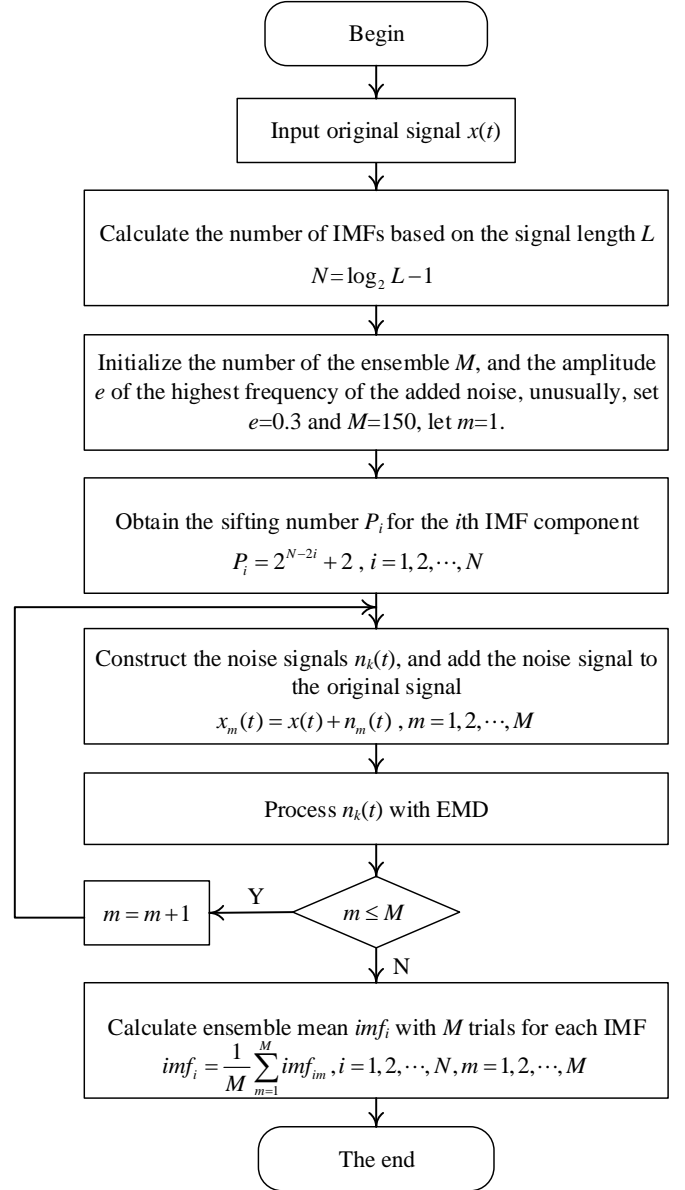 Begin
Input original signal x(t)
Calculate the number of IMFs based on the signal length L
N=log₂ L−1
Initialize the number of the ensemble M, and the amplitude
e of the highest frequency of the added noise, unusually, set
e=0.3 and M=150, let m=1.
Obtain the sifting number Pᵢ for the ith IMF component
Pᵢ = 2^{N−2i} + 2 , i = 1, 2, ⋯, N
Construct the noise signals nₖ(t), and add the noise signal to
the original signal
xₘ(t) = x(t) + nₘ(t) , m = 1, 2, ⋯, M
Process nₖ(t) with EMD
m = m+1
Y
m ≤ M
N
Calculate ensemble mean imfᵢ with M trials for each IMF
imfᵢ = \frac{1}{M} \sum_{m=1}^{M} imf_{im} , i = 1, 2, ⋯, N, m = 1, 2, ⋯, M
The end